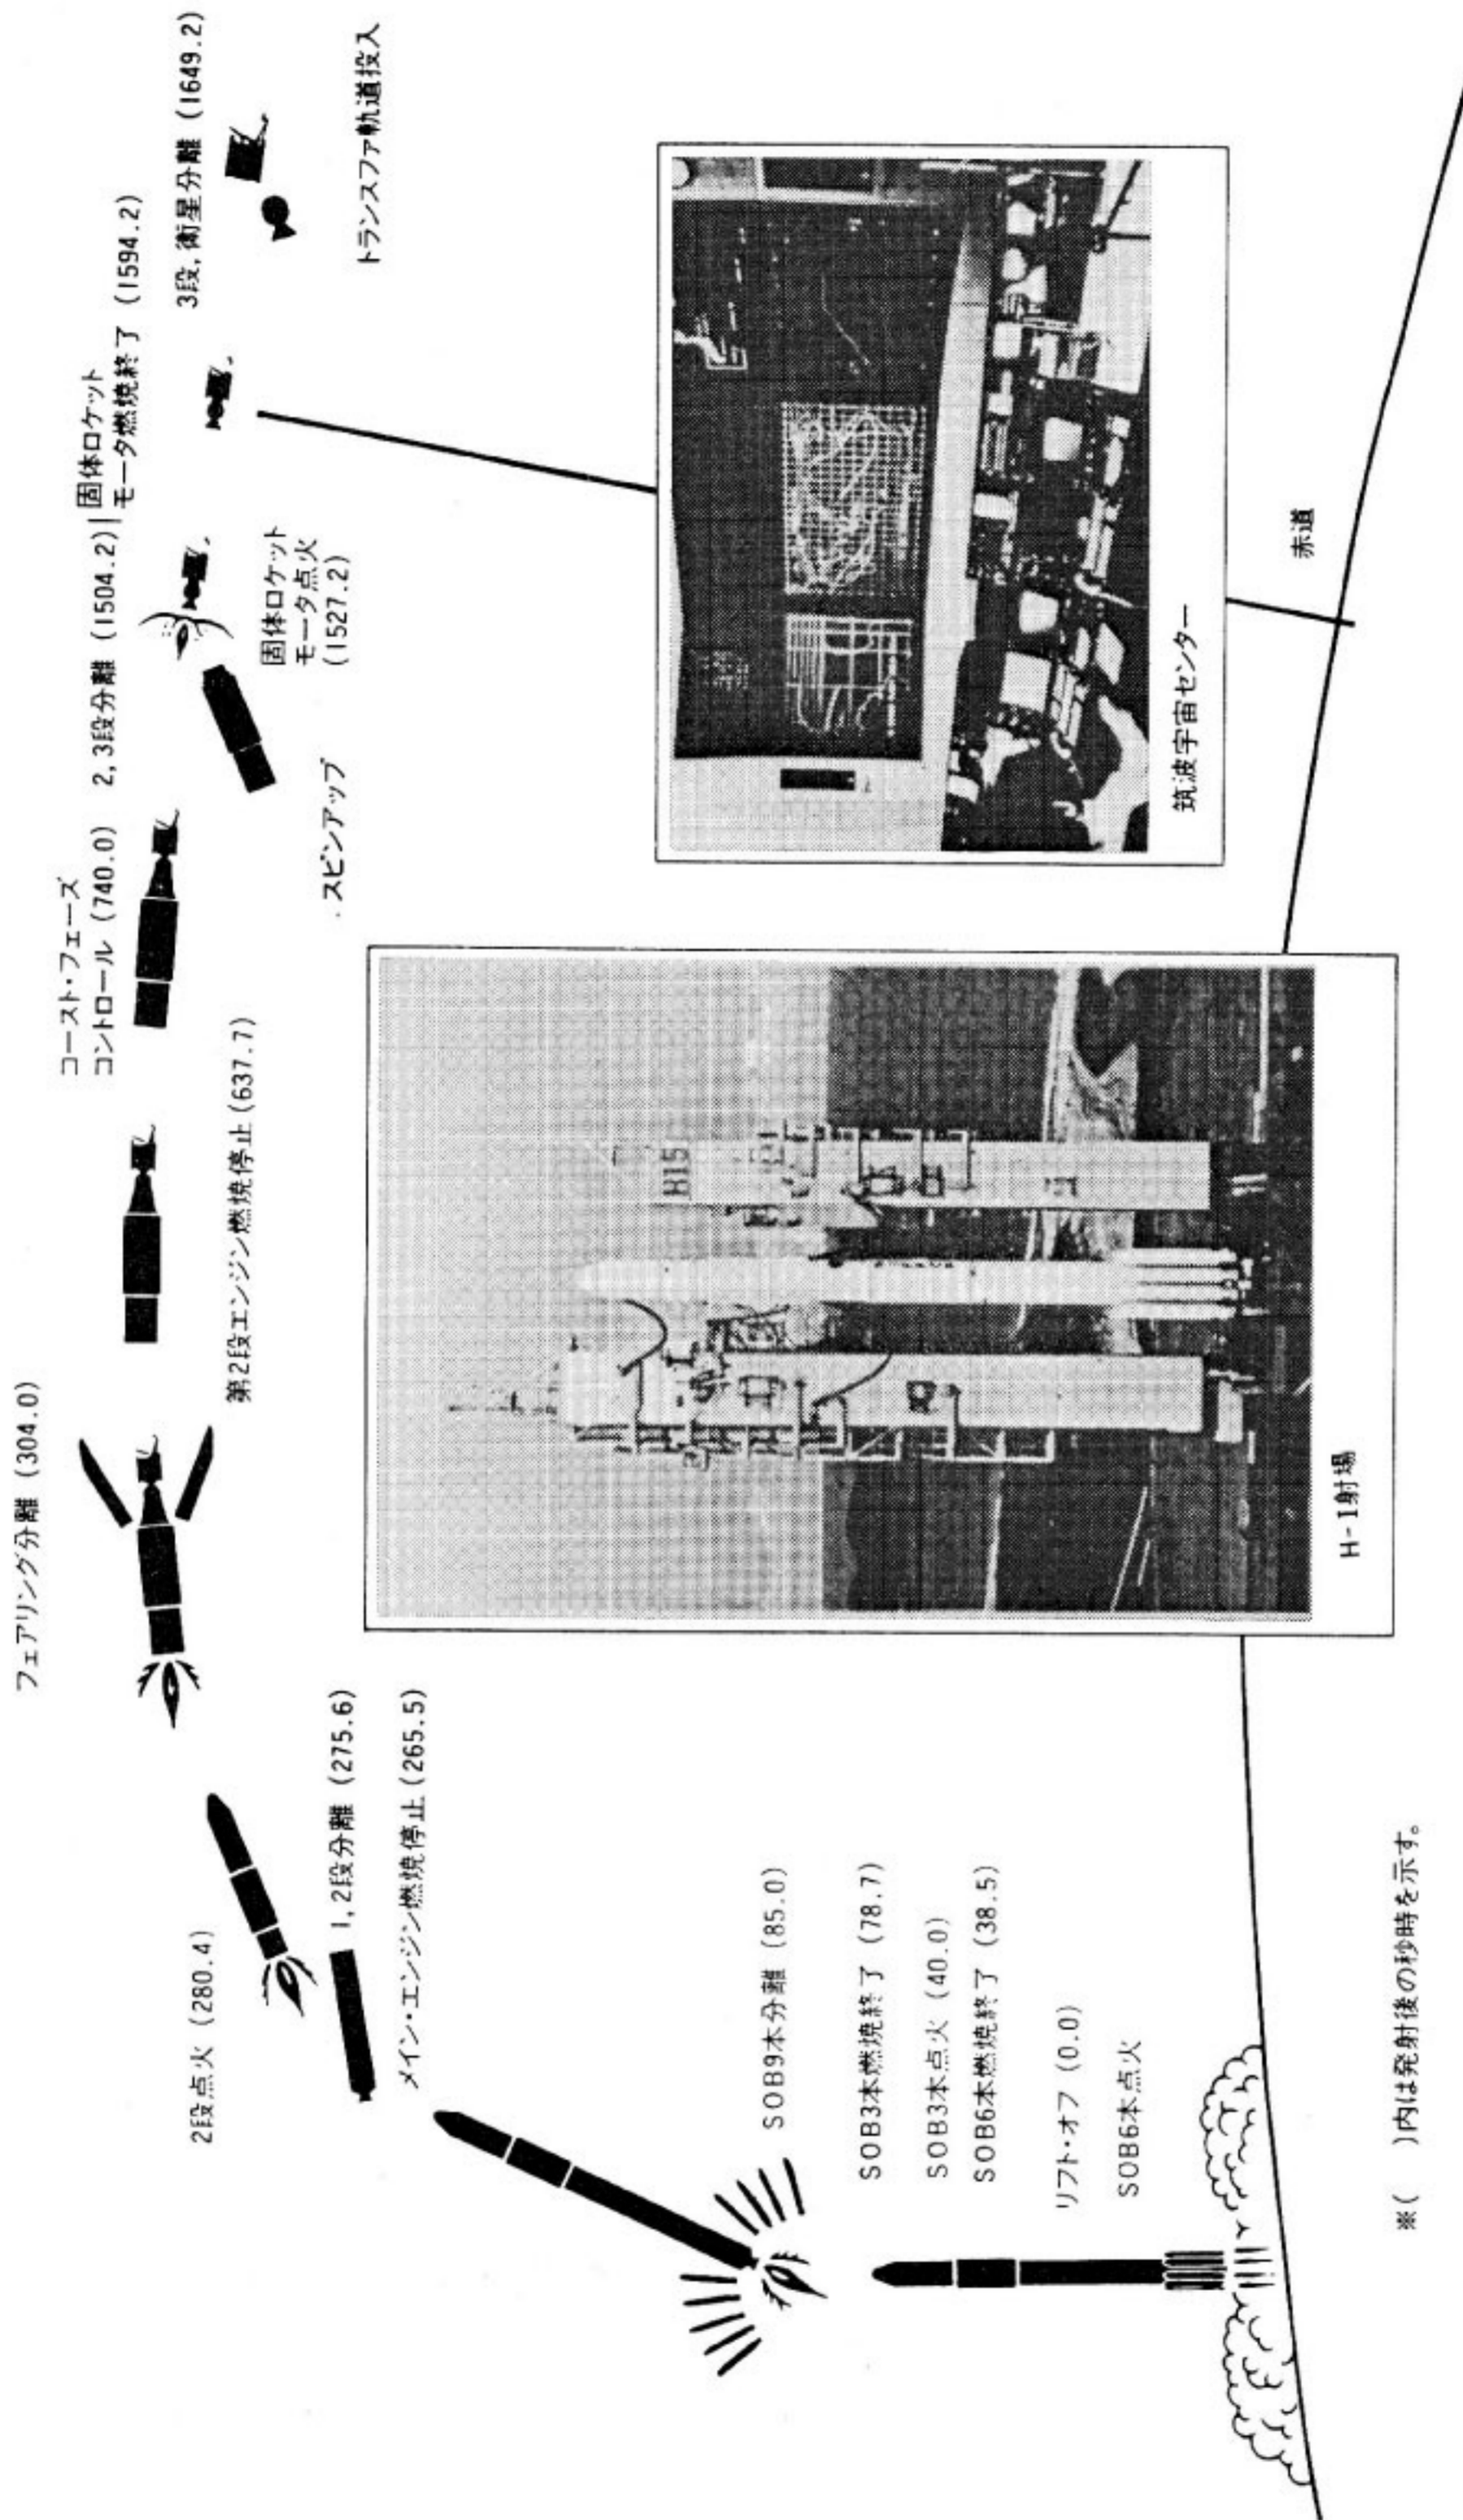 フェアリング分離 (304.0)
コースト・フェーズ
コントロール (740.0)
2,3段分離 (1504.2)
固体ロケット
モータ燃焼終了 (1594.2)
3段,衛星分離 (1649.2)
2段点火 (280.4)
1,2段分離 (275.6)
メイン・エンジン燃焼停止 (265.5)
第2段エンジン燃焼停止 (637.7)
スピンアップ
固体ロケット
モータ点火
(1527.2)
トランスファ軌道投入
SOB9本分離 (85.0)
SOB3本燃焼終了 (78.7)
SOB3本点火 (40.0)
SOB6本燃焼終了 (38.5)
リフト・オフ (0.0)
SOB6本点火
H15
H-1射場
筑波宇宙センター
赤道
※( )内は発射後の秒時を示す。